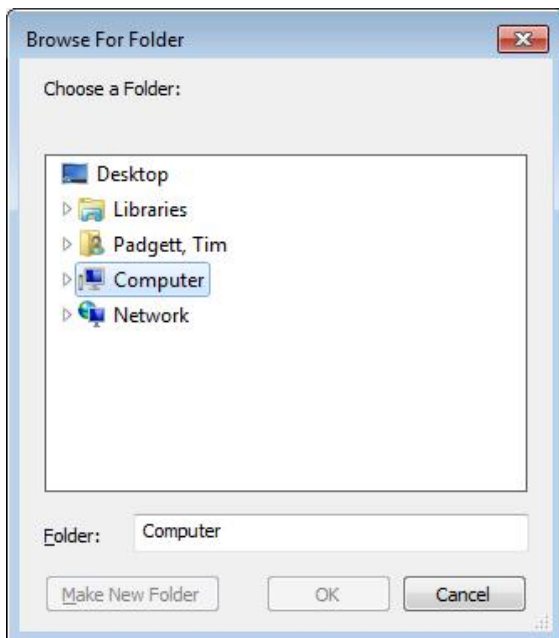 Browse For Folder
Choose a Folder:
Desktop
Libraries
Padgett, Tim
Computer
Network
Folder: Computer
Make New Folder OK Cancel